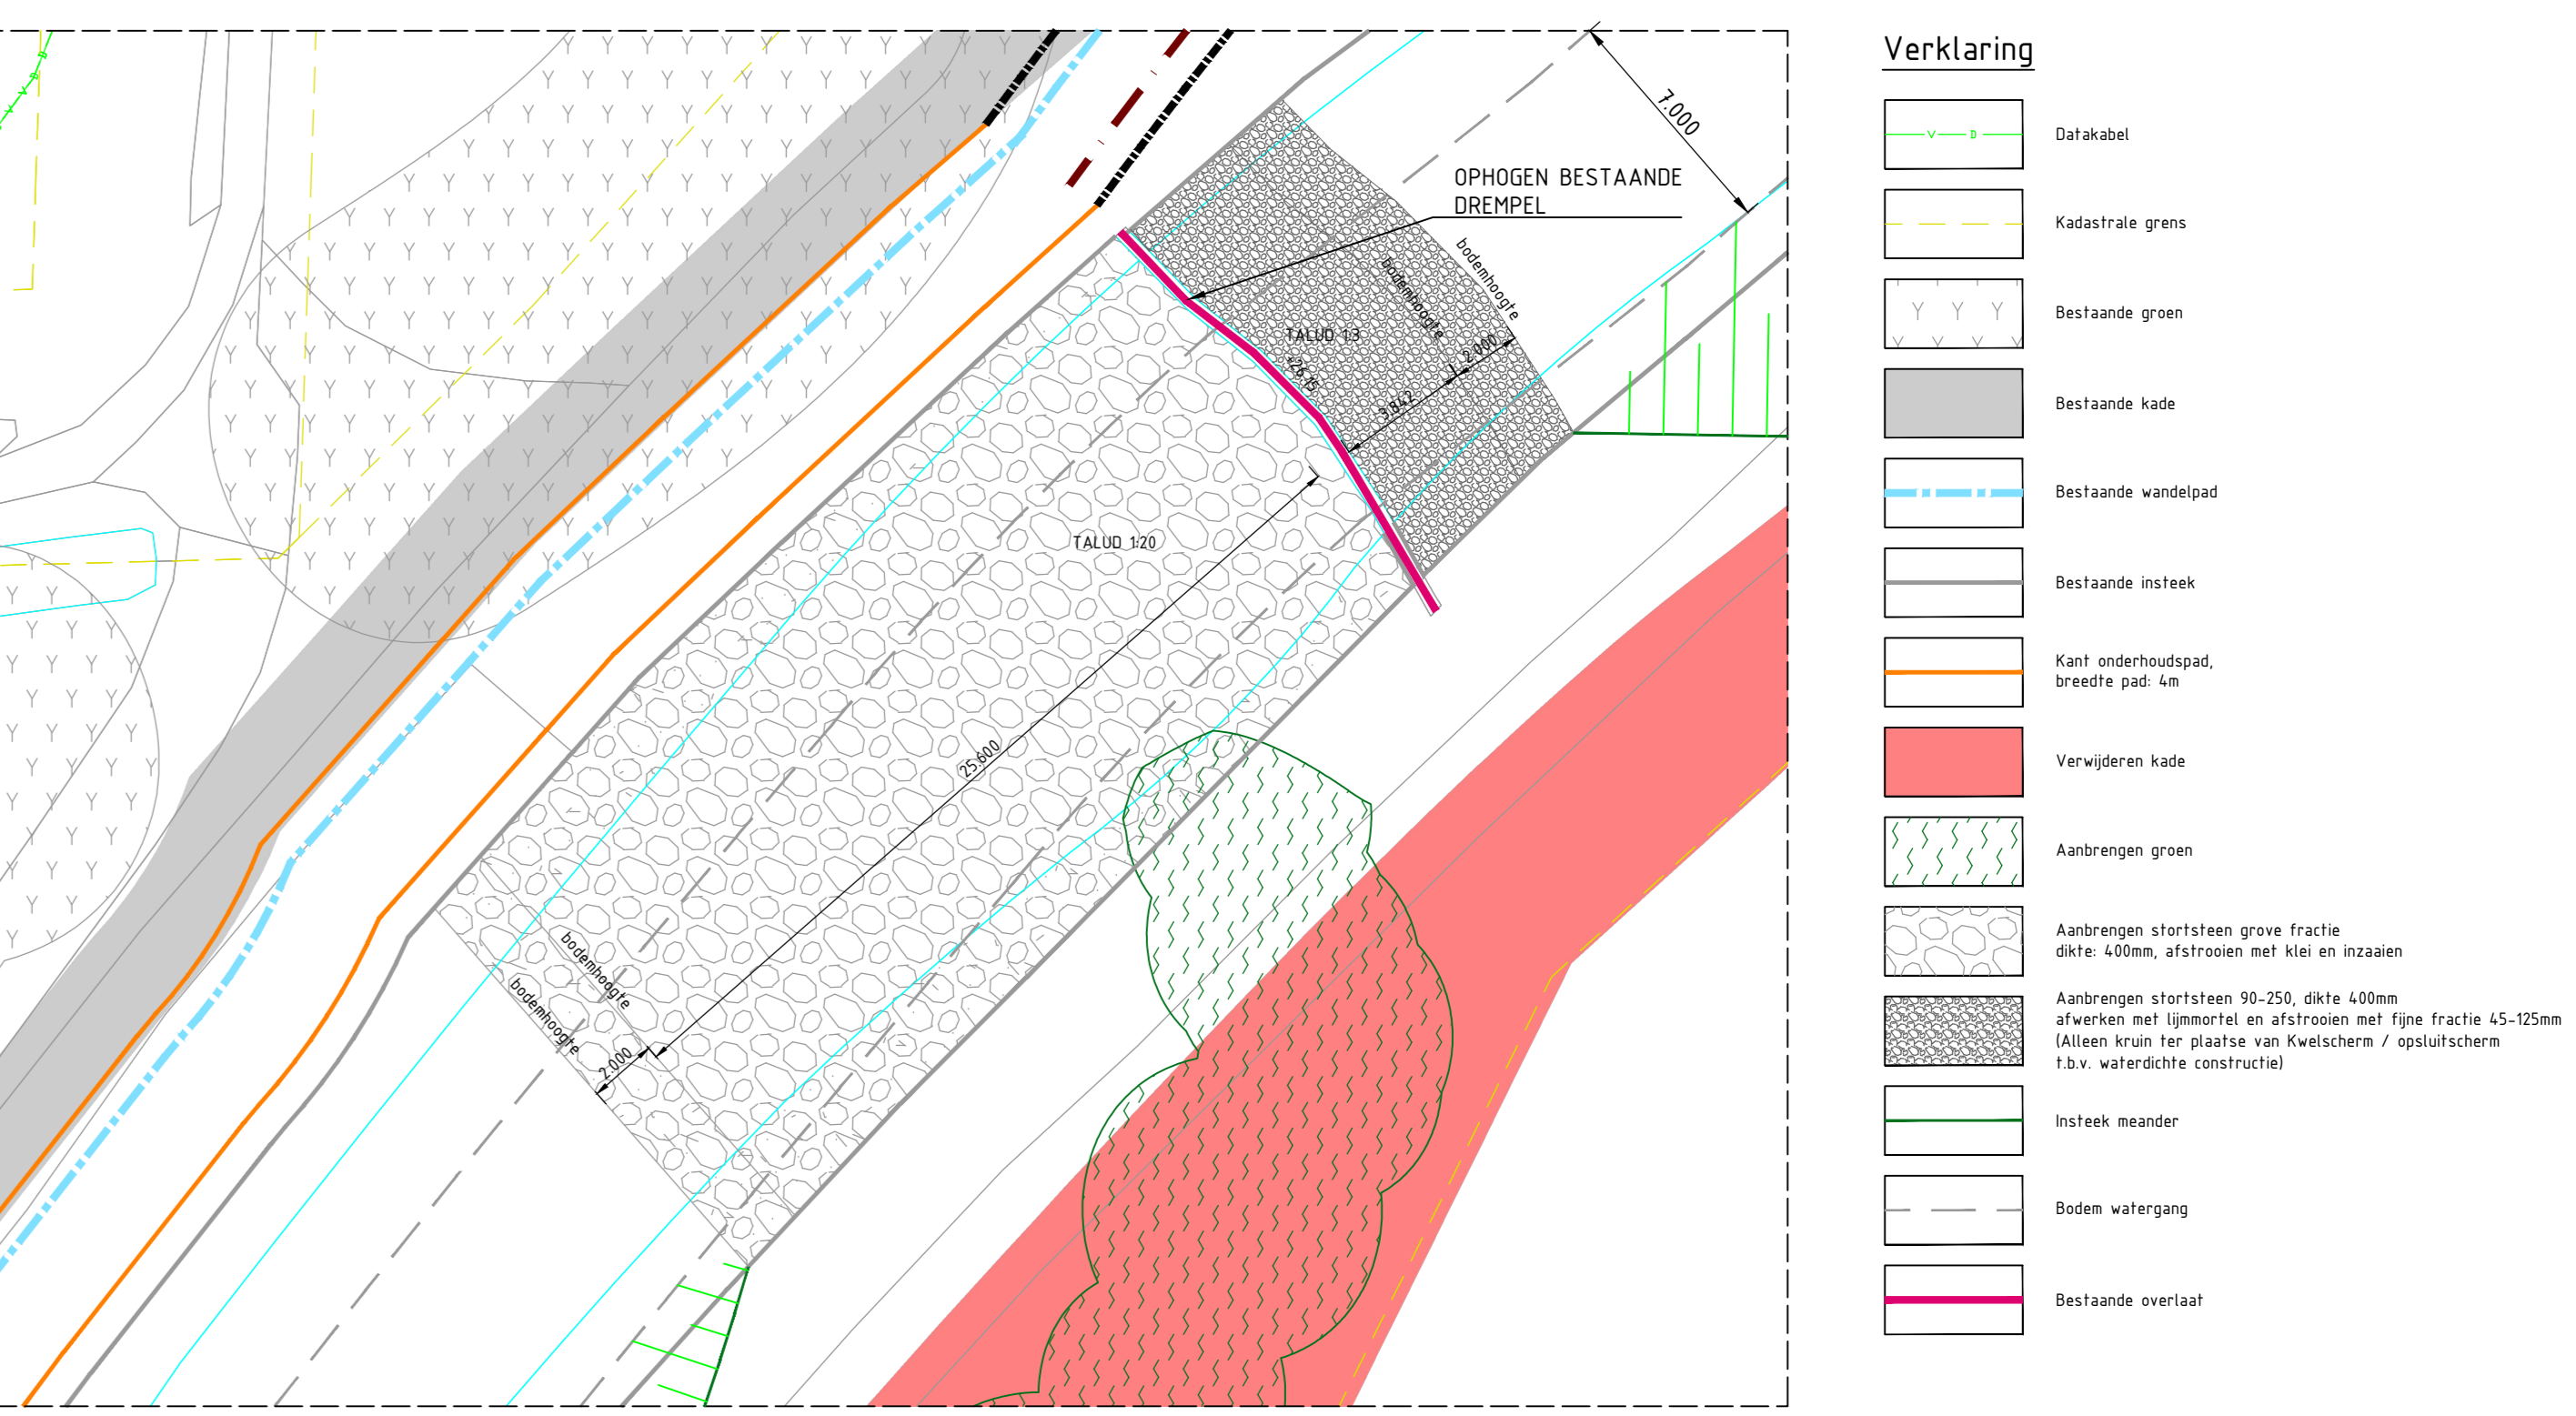 7.000
OPHOGEN BESTAANDE
DREMPEL
bodemhoogte
bodemhoogte
TALUD 1:3
+26.15
2.000
3.842
TALUD 1:20
25.600
bodemhoogte
bodemhoogte
2.000
Verklaring
V D
Datakabel
Kadastrale grens
Bestaande groen
Bestaande kade
Bestaande wandelpad
Bestaande insteek
Kant onderhoudspad,
breedte pad: 4m
Verwijderen kade
Aanbrengen groen
Aanbrengen stortsteen grove fractie
dikte: 400mm, afstrooien met klei en inzaaien
Aanbrengen stortsteen 90-250, dikte 400mm
afwerken met lijmmortel en afstrooien met fijne fractie 45-125mm
(Alleen kruin ter plaatse van Kwelscherm / opsluitscherm
t.b.v. waterdichte constructie)
Insteek meander
Bodem watergang
Bestaande overlaat